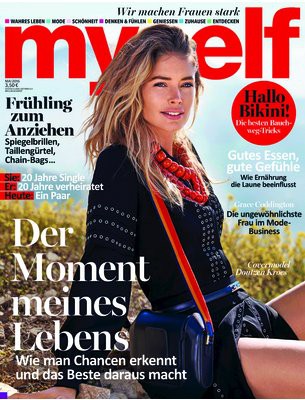 Wir machen Frauen stark
WAHRES LEBEN ■ MODE ■ SCHÖNHEIT ■ DENKEN & FÜHLEN ■ GENIESSEN ■ ZUHAUSE ■ ENTDECKEN
myself
3,50 €
Frühling
zum
Anziehen
Spiegelbrillen,
Taillengürtel,
Chain-Bags...
Hallo
Bikini!
Die besten Bauch-
weg-Tricks
Sie: 20 Jahre Single
Er: 20 Jahre verheiratet
Heute: Ein Paar
Gutes Essen,
gute Gefühle
Wie Ernährung
die Laune beeinflusst
Grace Coddington
Die ungewöhnlichste
Frau im Mode-
Business
Der
Moment
meines
Lebens
Covermodel
Doutzen Kroes
Wie man Chancen erkennt
und das Beste daraus macht